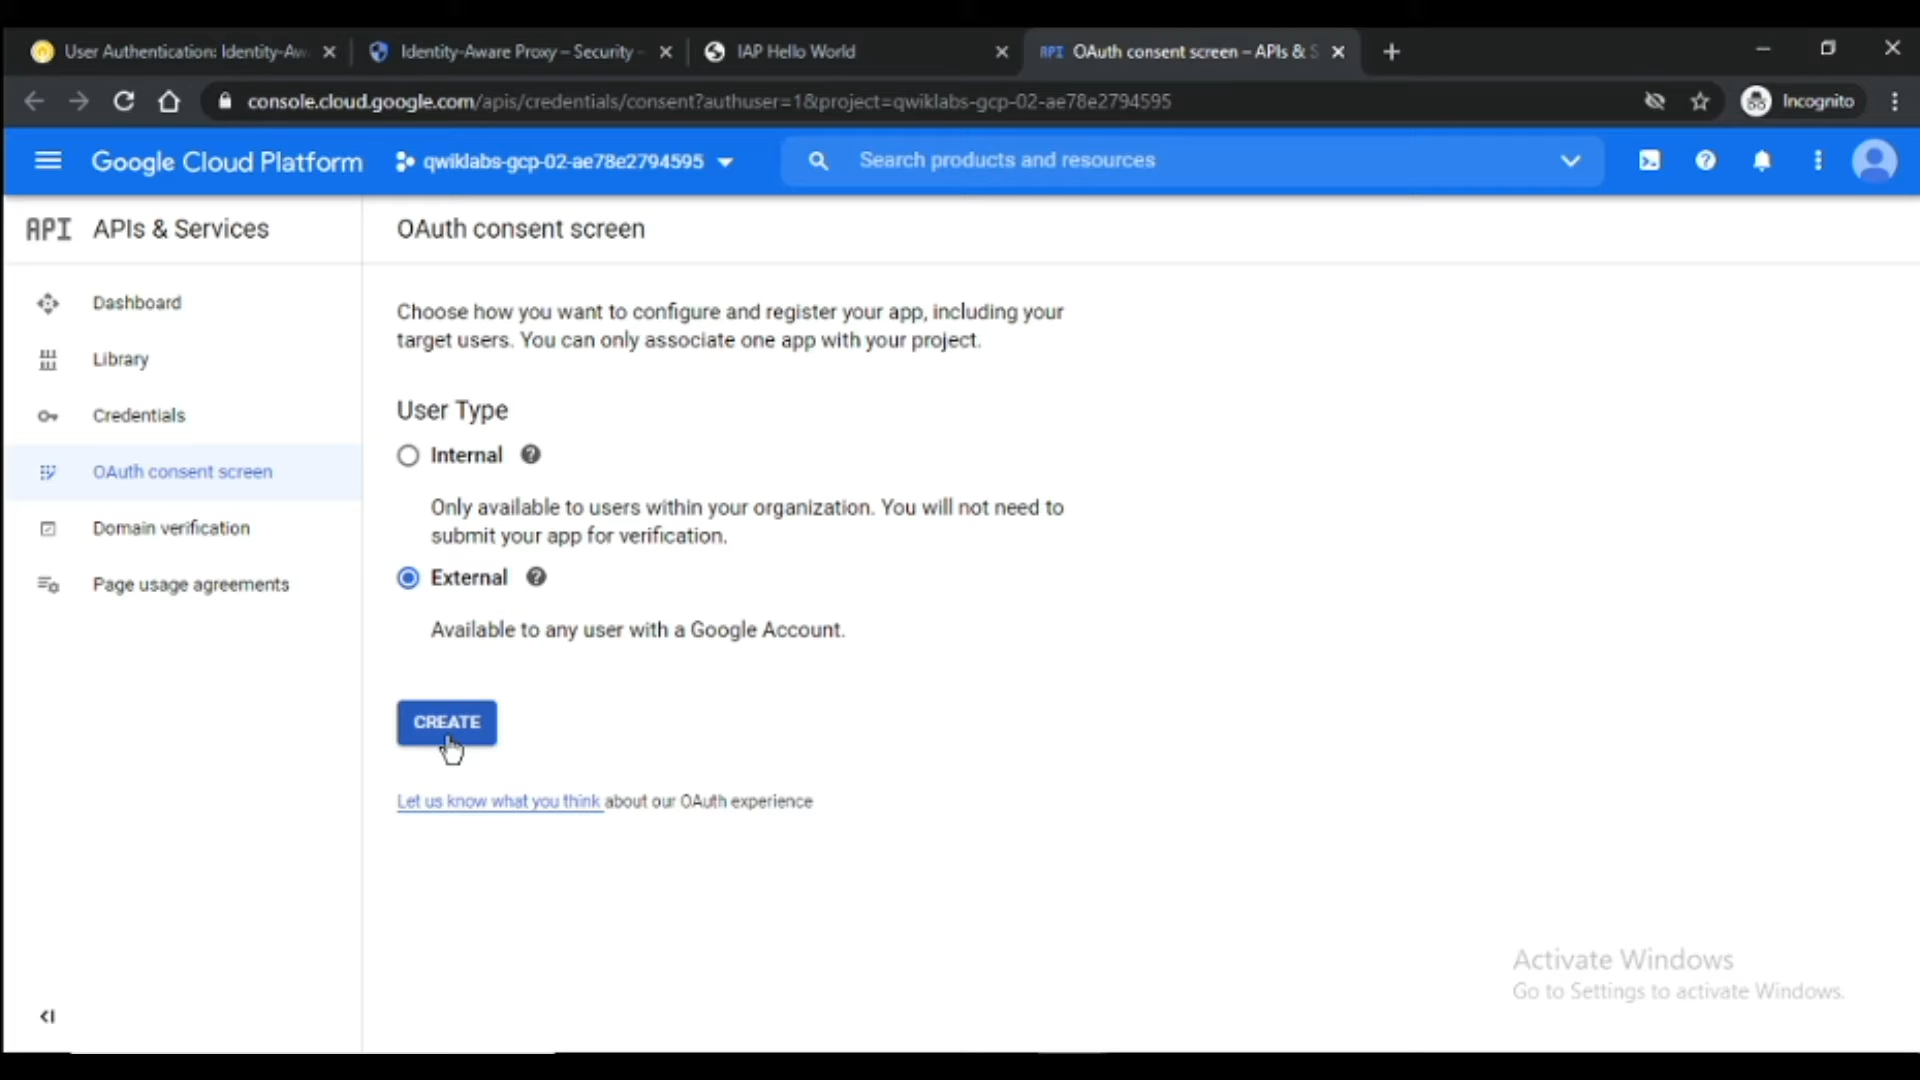 User Authentication: Identity-Aw
Identity-Aware Proxy – Security -
IAP Hello World
API OAuth consent screen – APIs & S
console.cloud.google.com/apis/credentials/consent?authuser=1&project=qwiklabs-gcp-02-ae78e2794595
Incognito
Google Cloud Platform
qwiklabs-gcp-02-ae78e2794595
Search products and resources
API APIs & Services
OAuth consent screen
Dashboard
Library
Credentials
OAuth consent screen
Domain verification
Page usage agreements
Choose how you want to configure and register your app, including your
target users. You can only associate one app with your project.
User Type
Internal
Only available to users within your organization. You will not need to
submit your app for verification.
External
Available to any user with a Google Account.
CREATE
Let us know what you think about our OAuth experience
Activate Windows
Go to Settings to activate Windows.